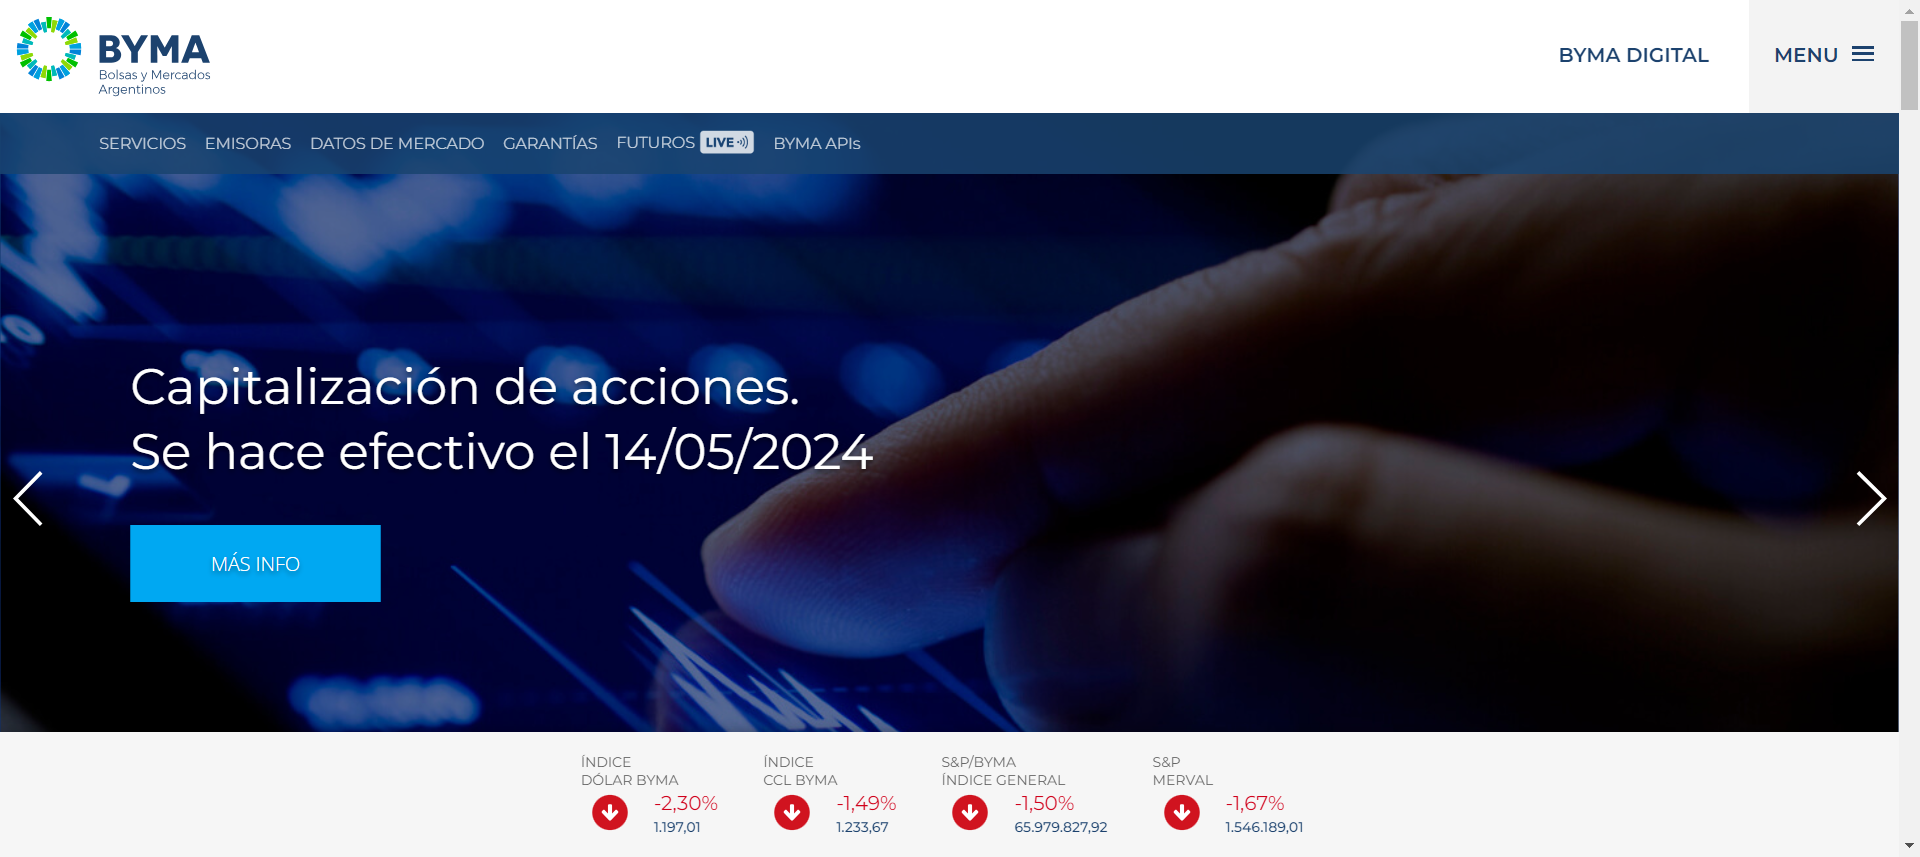 BYMA
Bolsas y Mercados
Argentinos
BYMA DIGITAL
MENU
SERVICIOS
EMISORAS
DATOS DE MERCADO
GARANTÍAS
FUTUROS LIVE
BYMA APIs
Capitalización de acciones.
Se hace efectivo el 14/05/2024
MÁS INFO
ÍNDICE
DÓLAR BYMA
-2,30%
1.197,01
ÍNDICE
CCL BYMA
-1,49%
1.233,67
S&P/BYMA
ÍNDICE GENERAL
-1,50%
65.979.827,92
S&P
MERVAL
-1,67%
1.546.189,01